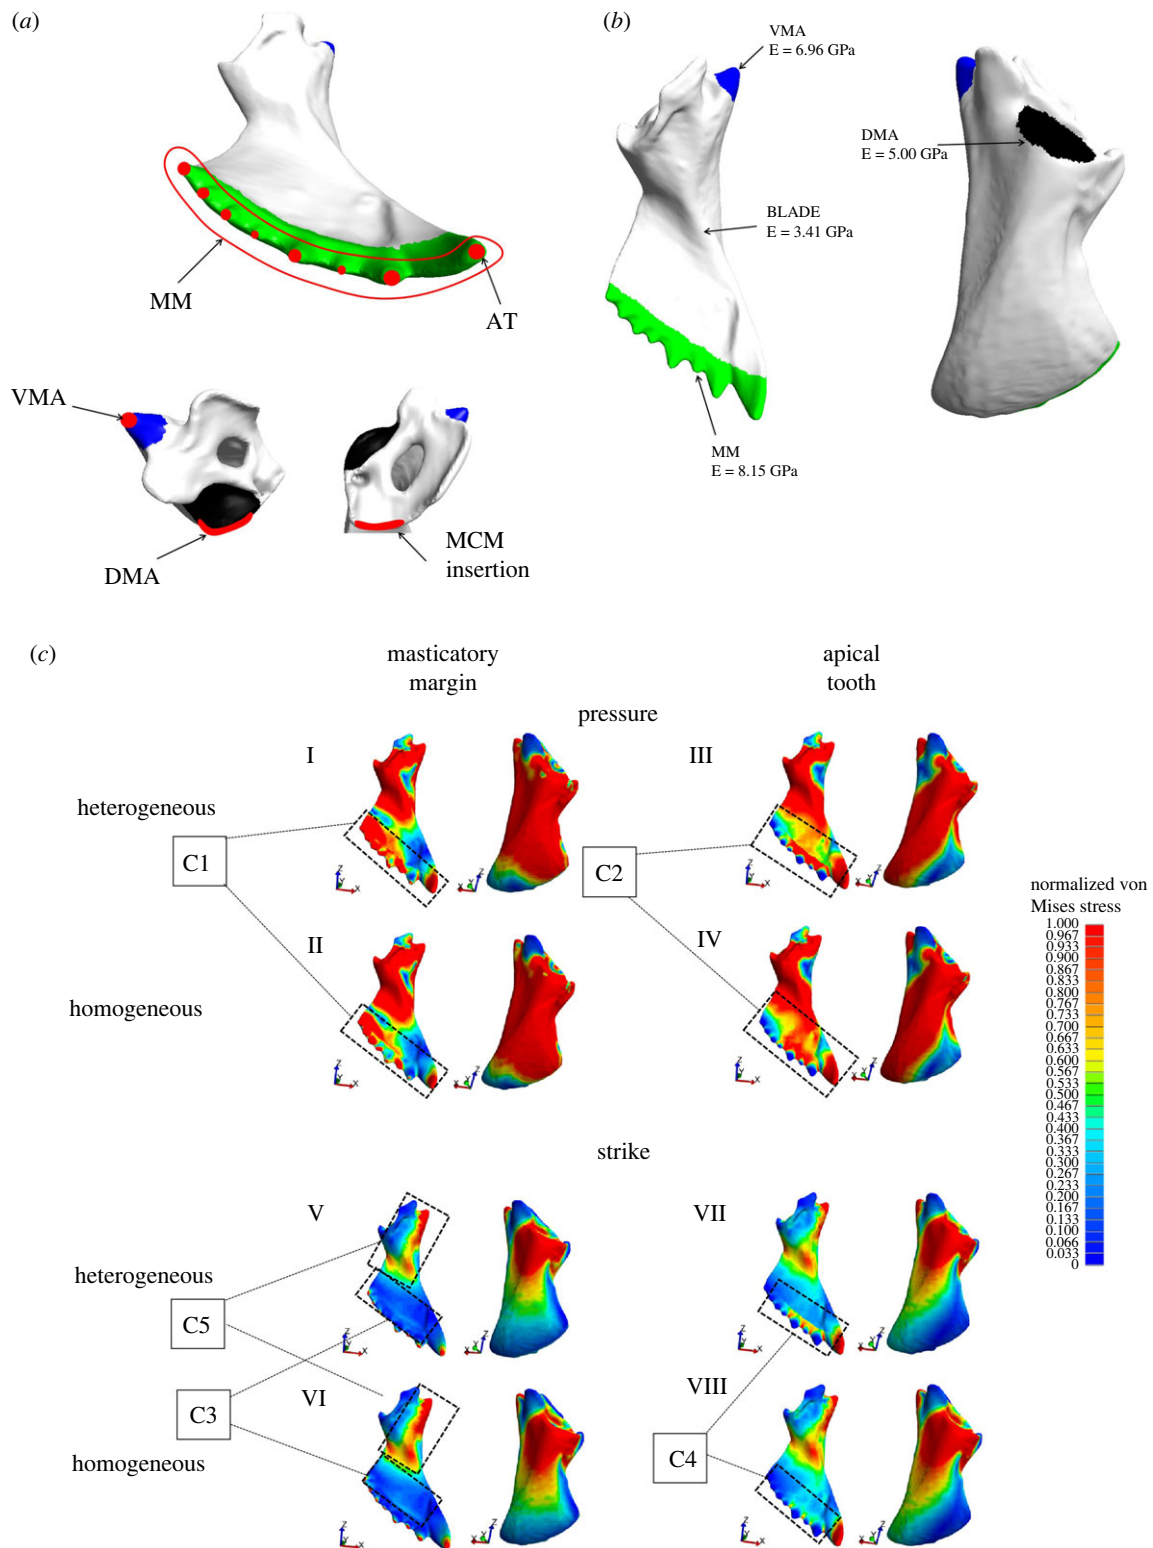 (a)
MM
AT
VMA
DMA
MCM
insertion
(b)
VMA
E = 6.96 GPa
DMA
E = 5.00 GPa
BLADE
E = 3.41 GPa
MM
E = 8.15 GPa
(c)
masticatory
margin
apical
tooth
pressure
I
III
heterogeneous
C1
C2
Z
Y
X
X
Y
Z
Z
Y
X
X
Y
Z
II
IV
homogeneous
Z
Y
X
X
Y
Z
Z
Y
X
X
Y
Z
normalized von
Mises stress
1.000
0.967
0.933
0.900
0.867
0.833
0.800
0.767
0.733
0.700
0.667
0.633
0.600
0.567
0.533
0.500
0.467
0.433
0.400
0.367
0.333
0.300
0.267
0.233
0.200
0.167
0.133
0.100
0.066
0.033
0
strike
V
VII
heterogeneous
C5
Z
Y
X
X
Y
Z
Z
Y
X
X
Y
Z
C3
VI
VIII
homogeneous
C4
Z
Y
X
X
Y
Z
Z
Y
X
X
Y
Z